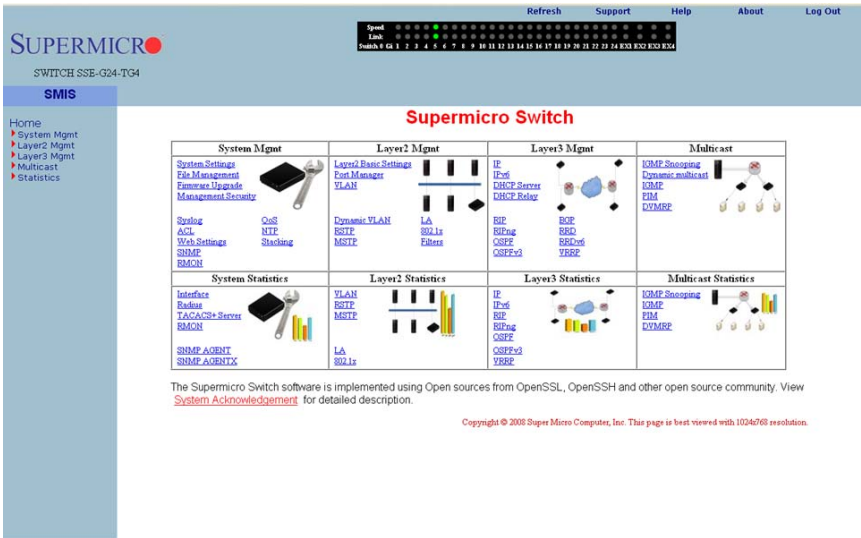 Refresh Support Help About Log Out
Speed
Link
Switch 0 Gi 1 2 3 4 5 6 7 8 9 10 11 12 13 14 15 16 17 18 19 20 21 22 23 24 EX1 EX2 EX3 EX4
SUPERMICRO
SWITCH SSE-G24-TG4
SMIS
Home
System Mgmt
Layer2 Mgmt
Layer3 Mgmt
Multicast
Statistics
Supermicro Switch
System Mgmt
System Settings
File Management
Firmware Upgrade
Management Security
Syslog QoS
ACL NTP
Web Settings Stacking
SNMP
RMON
Layer2 Mgmt
Layer2 Basic Settings
Port Manager
VLAN
Dynamic VLAN LA
RSTP 802.1x
MSTP Filters
Layer3 Mgmt
IP
IPv6
DHCP Server
DHCP Relay
RIP BGP
RIPng RRD
OSPF RRDv6
OSPFv3 VRRP
Multicast
IGMP Snooping
Dynamic multicast
IGMP
PIM
DVMRP
System Statistics
Interface
Radius
TACACS+ Server
RMON
SNMP AGENT
SNMP AGENTX
Layer2 Statistics
VLAN
RSTP
MSTP
LA
802.1x
Layer3 Statistics
IP
IPv6
RIP
RIPng
OSPF
OSPFv3
VRRP
Multicast Statistics
IGMP Snooping
IGMP
PIM
DVMRP
The Supermicro Switch software is implemented using Open sources from OpenSSL, OpenSSH and other open source community. View
System Acknowledgement for detailed description.
Copyright © 2008 Super Micro Computer, Inc. This page is best viewed with 1024x768 resolution.